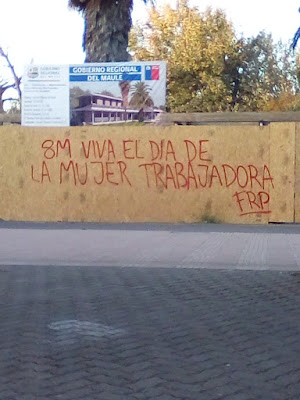 GOBIERNO REGIONAL
DEL MAULE
8M VIVA EL DIA DE
LA MUJER TRABAJADORA
FRP